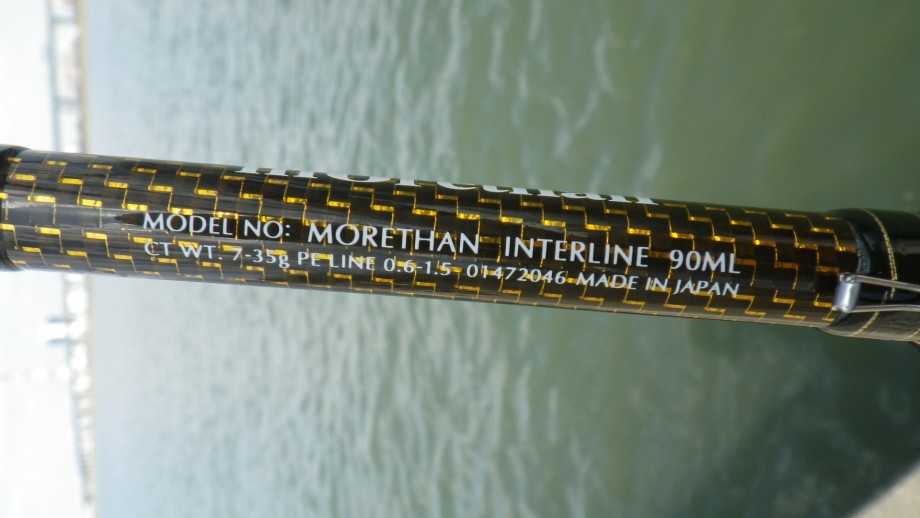 morethan
MODEL NO: MORETHAN INTERLINE 90ML
CT WT. 7-35g PE LINE 0.6-1.5 01472046 MADE IN JAPAN